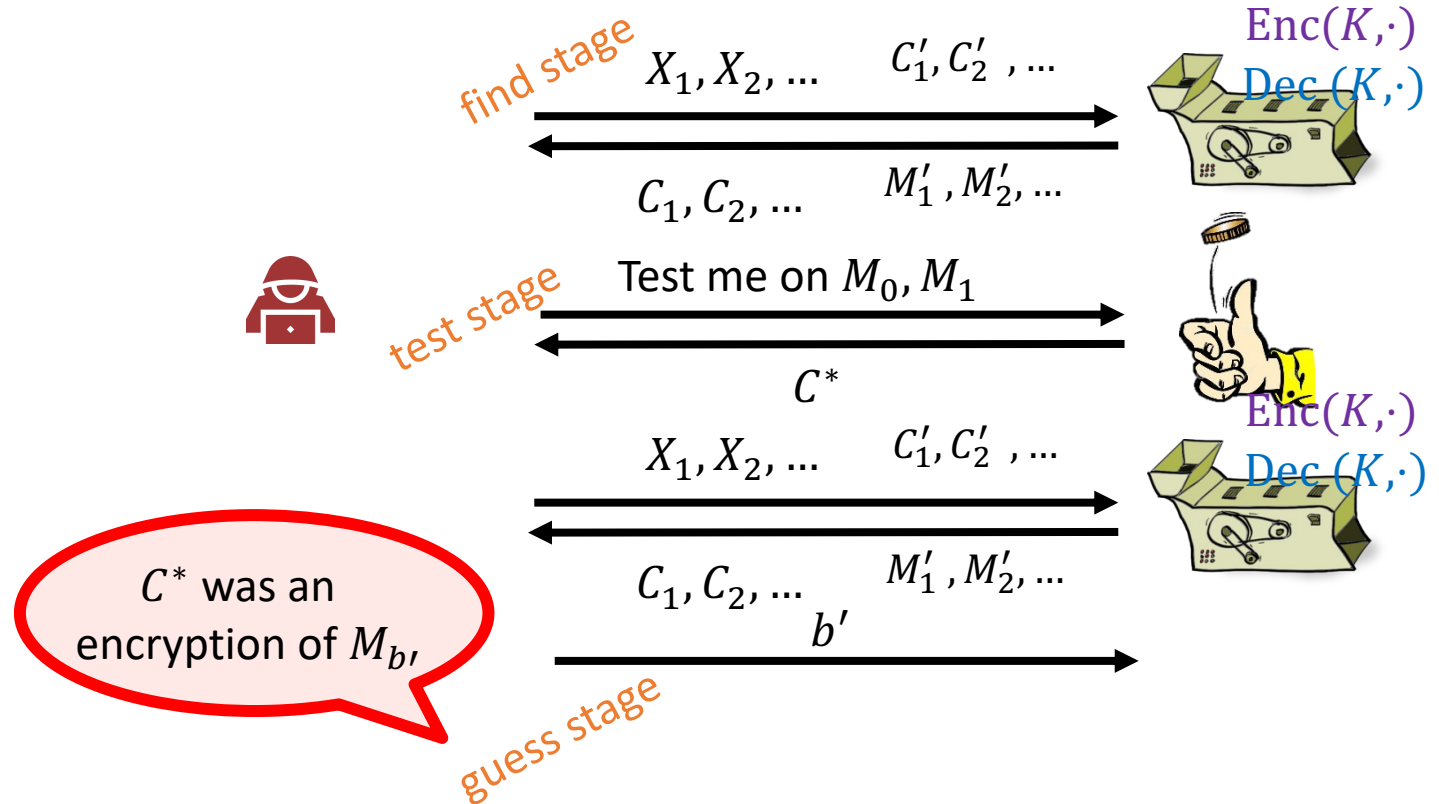 find stage
X₁, X₂, … C′₁, C′₂ , …
Enc(K,·)
Dec (K,·)
C₁, C₂, … M′₁ , M′₂, …
test stage
Test me on M₀, M₁
C*
Enc(K,·)
Dec (K,·)
X₁, X₂, … C′₁, C′₂ , …
C₁, C₂, … M′₁ , M′₂, …
C* was an
encryption of M_b′
b′
guess stage